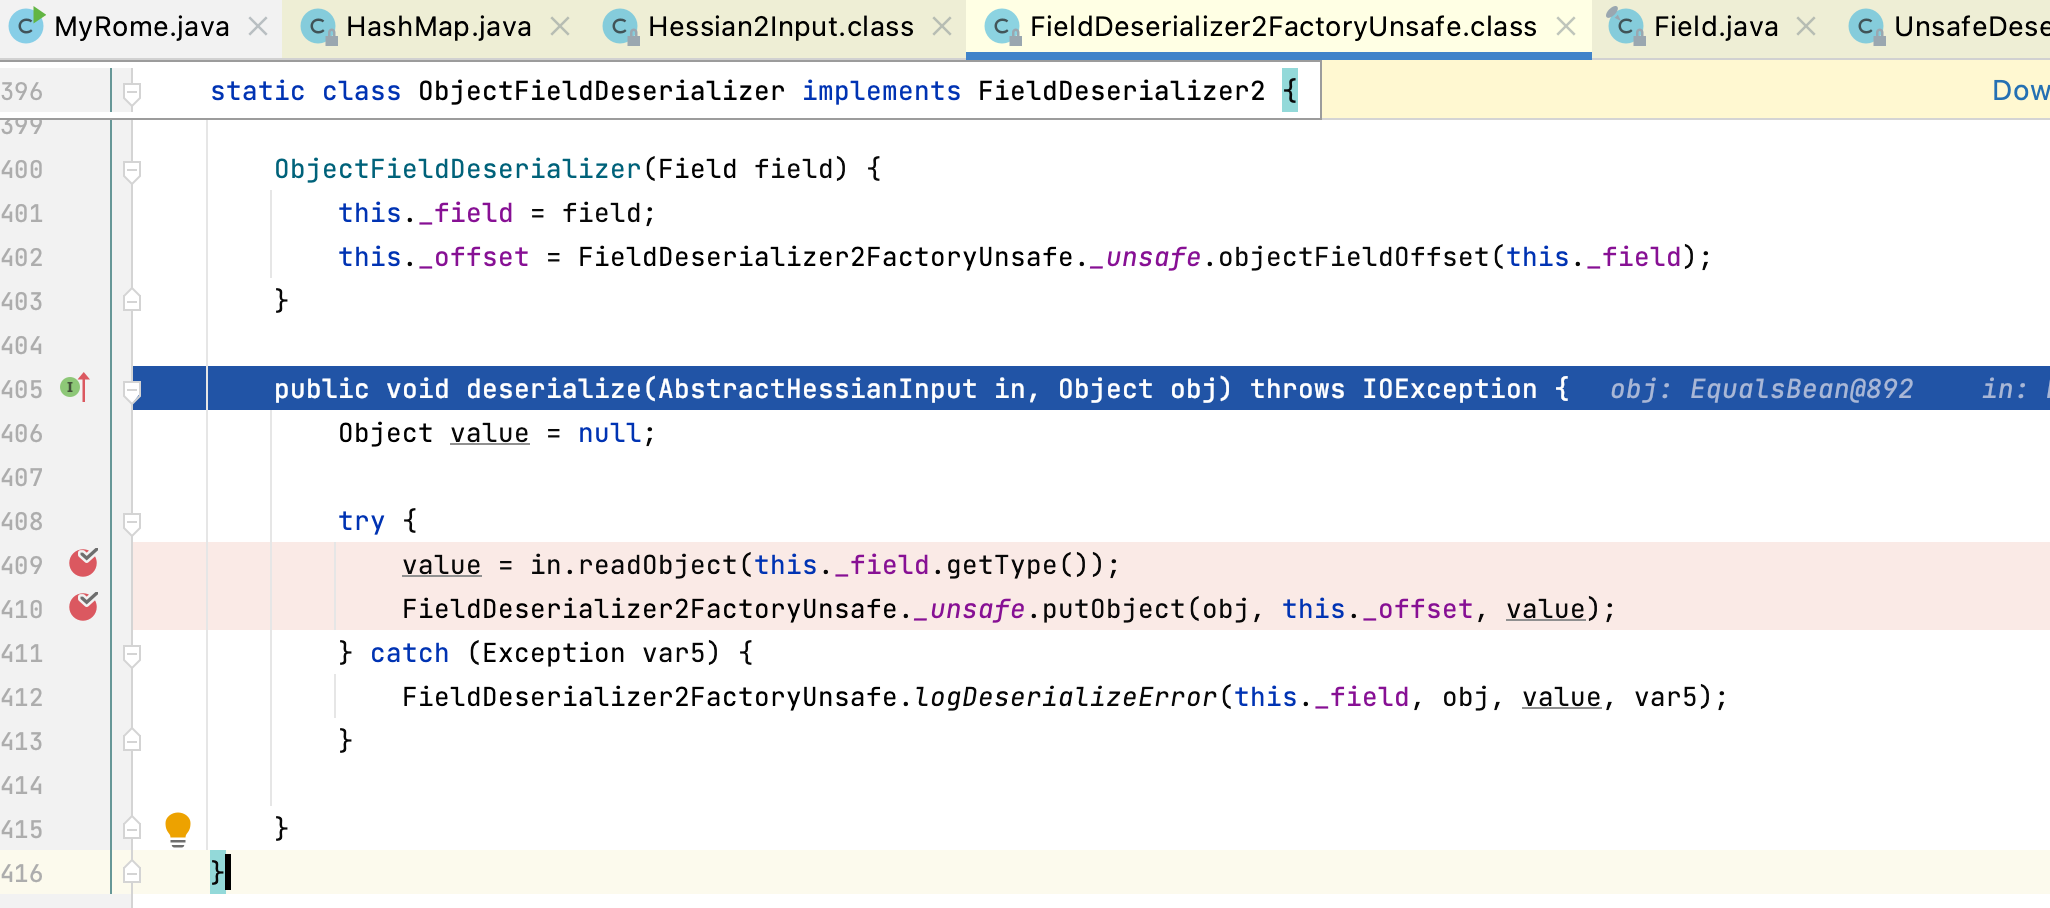 MyRome.java HashMap.java Hessian2Input.class FieldDeserializer2FactoryUnsafe.class Field.java UnsafeDese
396 static class ObjectFieldDeserializer implements FieldDeserializer2 { Dow
399
400 ObjectFieldDeserializer(Field field) {
401 this._field = field;
402 this._offset = FieldDeserializer2FactoryUnsafe._unsafe.objectFieldOffset(this._field);
403 }
404
405 public void deserialize(AbstractHessianInput in, Object obj) throws IOException { obj: EqualsBean@892 in:
406 Object value = null;
407
408 try {
409 value = in.readObject(this._field.getType());
410 FieldDeserializer2FactoryUnsafe._unsafe.putObject(obj, this._offset, value);
411 } catch (Exception var5) {
412 FieldDeserializer2FactoryUnsafe.logDeserializeError(this._field, obj, value, var5);
413 }
414
415 }
416 }